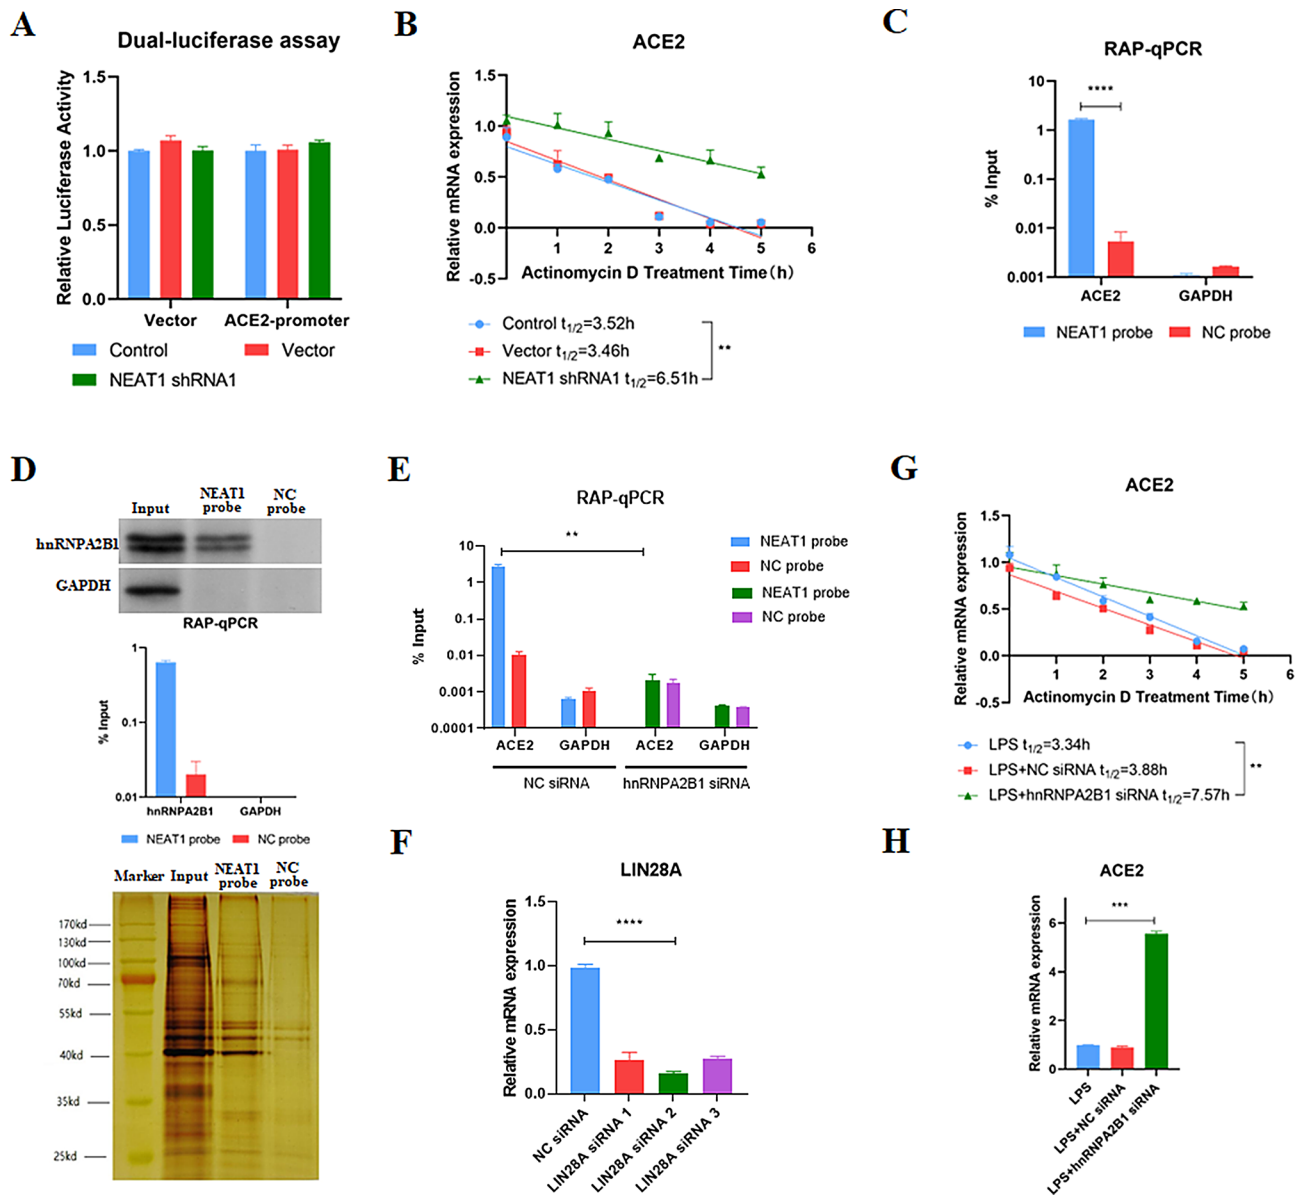 A
Dual-luciferase assay
Relative Luciferase Activity
1.5
1.0
0.5
0.0
Vector ACE2-promoter
Control Vector
NEAT1 shRNA1
B
ACE2
Relative mRNA expression
1.5
1.0
0.5
0.0
-0.5
1 2 3 4 5 6
Actinomycin D Treatment Time(h)
Control t1/2=3.52h
Vector t1/2=3.46h
NEAT1 shRNA1 t1/2=6.51h
**
C
RAP-qPCR
% Input
10
1
0.1
0.01
0.001
****
ACE2 GAPDH
NEAT1 probe NC probe
D
Input NEAT1 probe NC probe
hnRNPA2B1
GAPDH
RAP-qPCR
% Input
1
0.1
0.01
hnRNPA2B1 GAPDH
NEAT1 probe NC probe
Marker Input NEAT1 probe NC probe
170kd
130kd
100kd
70kd
55kd
40kd
35kd
25kd
E
RAP-qPCR
% Input
10
1
0.1
0.01
0.001
0.0001
**
NEAT1 probe
NC probe
NEAT1 probe
NC probe
ACE2 GAPDH ACE2 GAPDH
NC siRNA hnRNPA2B1 siRNA
F
LIN28A
Relative mRNA expression
1.5
1.0
0.5
0.0
****
NC siRNA
LIN28A siRNA 1
LIN28A siRNA 2
LIN28A siRNA 3
G
ACE2
Relative mRNA expression
1.5
1.0
0.5
0.0
-0.5
1 2 3 4 5 6
Actinomycin D Treatment Time(h)
LPS t1/2=3.34h
LPS+NC siRNA t1/2=3.88h
LPS+hnRNPA2B1 siRNA t1/2=7.57h
**
H
ACE2
Relative mRNA expression
6
4
2
0
***
LPS
LPS+NC siRNA
LPS+hnRNPA2B1 siRNA